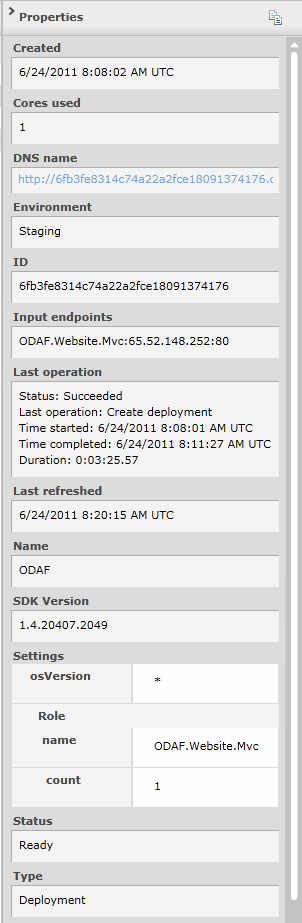 Properties
Created
6/24/2011 8:08:02 AM UTC
Cores used
1
DNS name
http://6fb3fe8314c74a22a2fce18091374176.c
Environment
Staging
ID
6fb3fe8314c74a22a2fce18091374176
Input endpoints
ODAF.Website.Mvc:65.52.148.252:80
Last operation
Status: Succeeded
Last operation: Create deployment
Time started: 6/24/2011 8:08:01 AM UTC
Time completed: 6/24/2011 8:11:27 AM UTC
Duration: 0:03:25.57
Last refreshed
6/24/2011 8:20:15 AM UTC
Name
ODAF
SDK Version
1.4.20407.2049
Settings
osVersion *
Role
name ODAF.Website.Mvc
count 1
Status
Ready
Type
Deployment